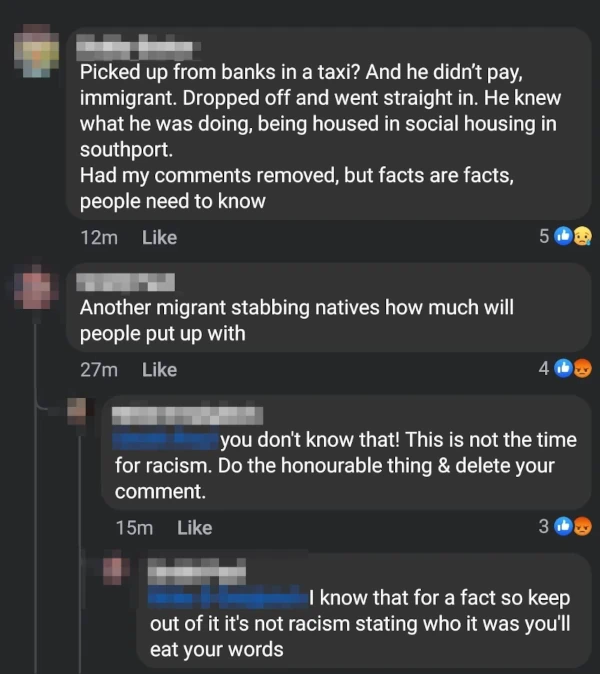 Picked up from banks in a taxi? And he didn't pay,
immigrant. Dropped off and went straight in. He knew
what he was doing, being housed in social housing in
southport.
Had my comments removed, but facts are facts,
people need to know
12m Like 5
Another migrant stabbing natives how much will
people put up with
27m Like 4
you don't know that! This is not the time
for racism. Do the honourable thing & delete your
comment.
15m Like 3
I know that for a fact so keep
out of it it's not racism stating who it was you'll
eat your words